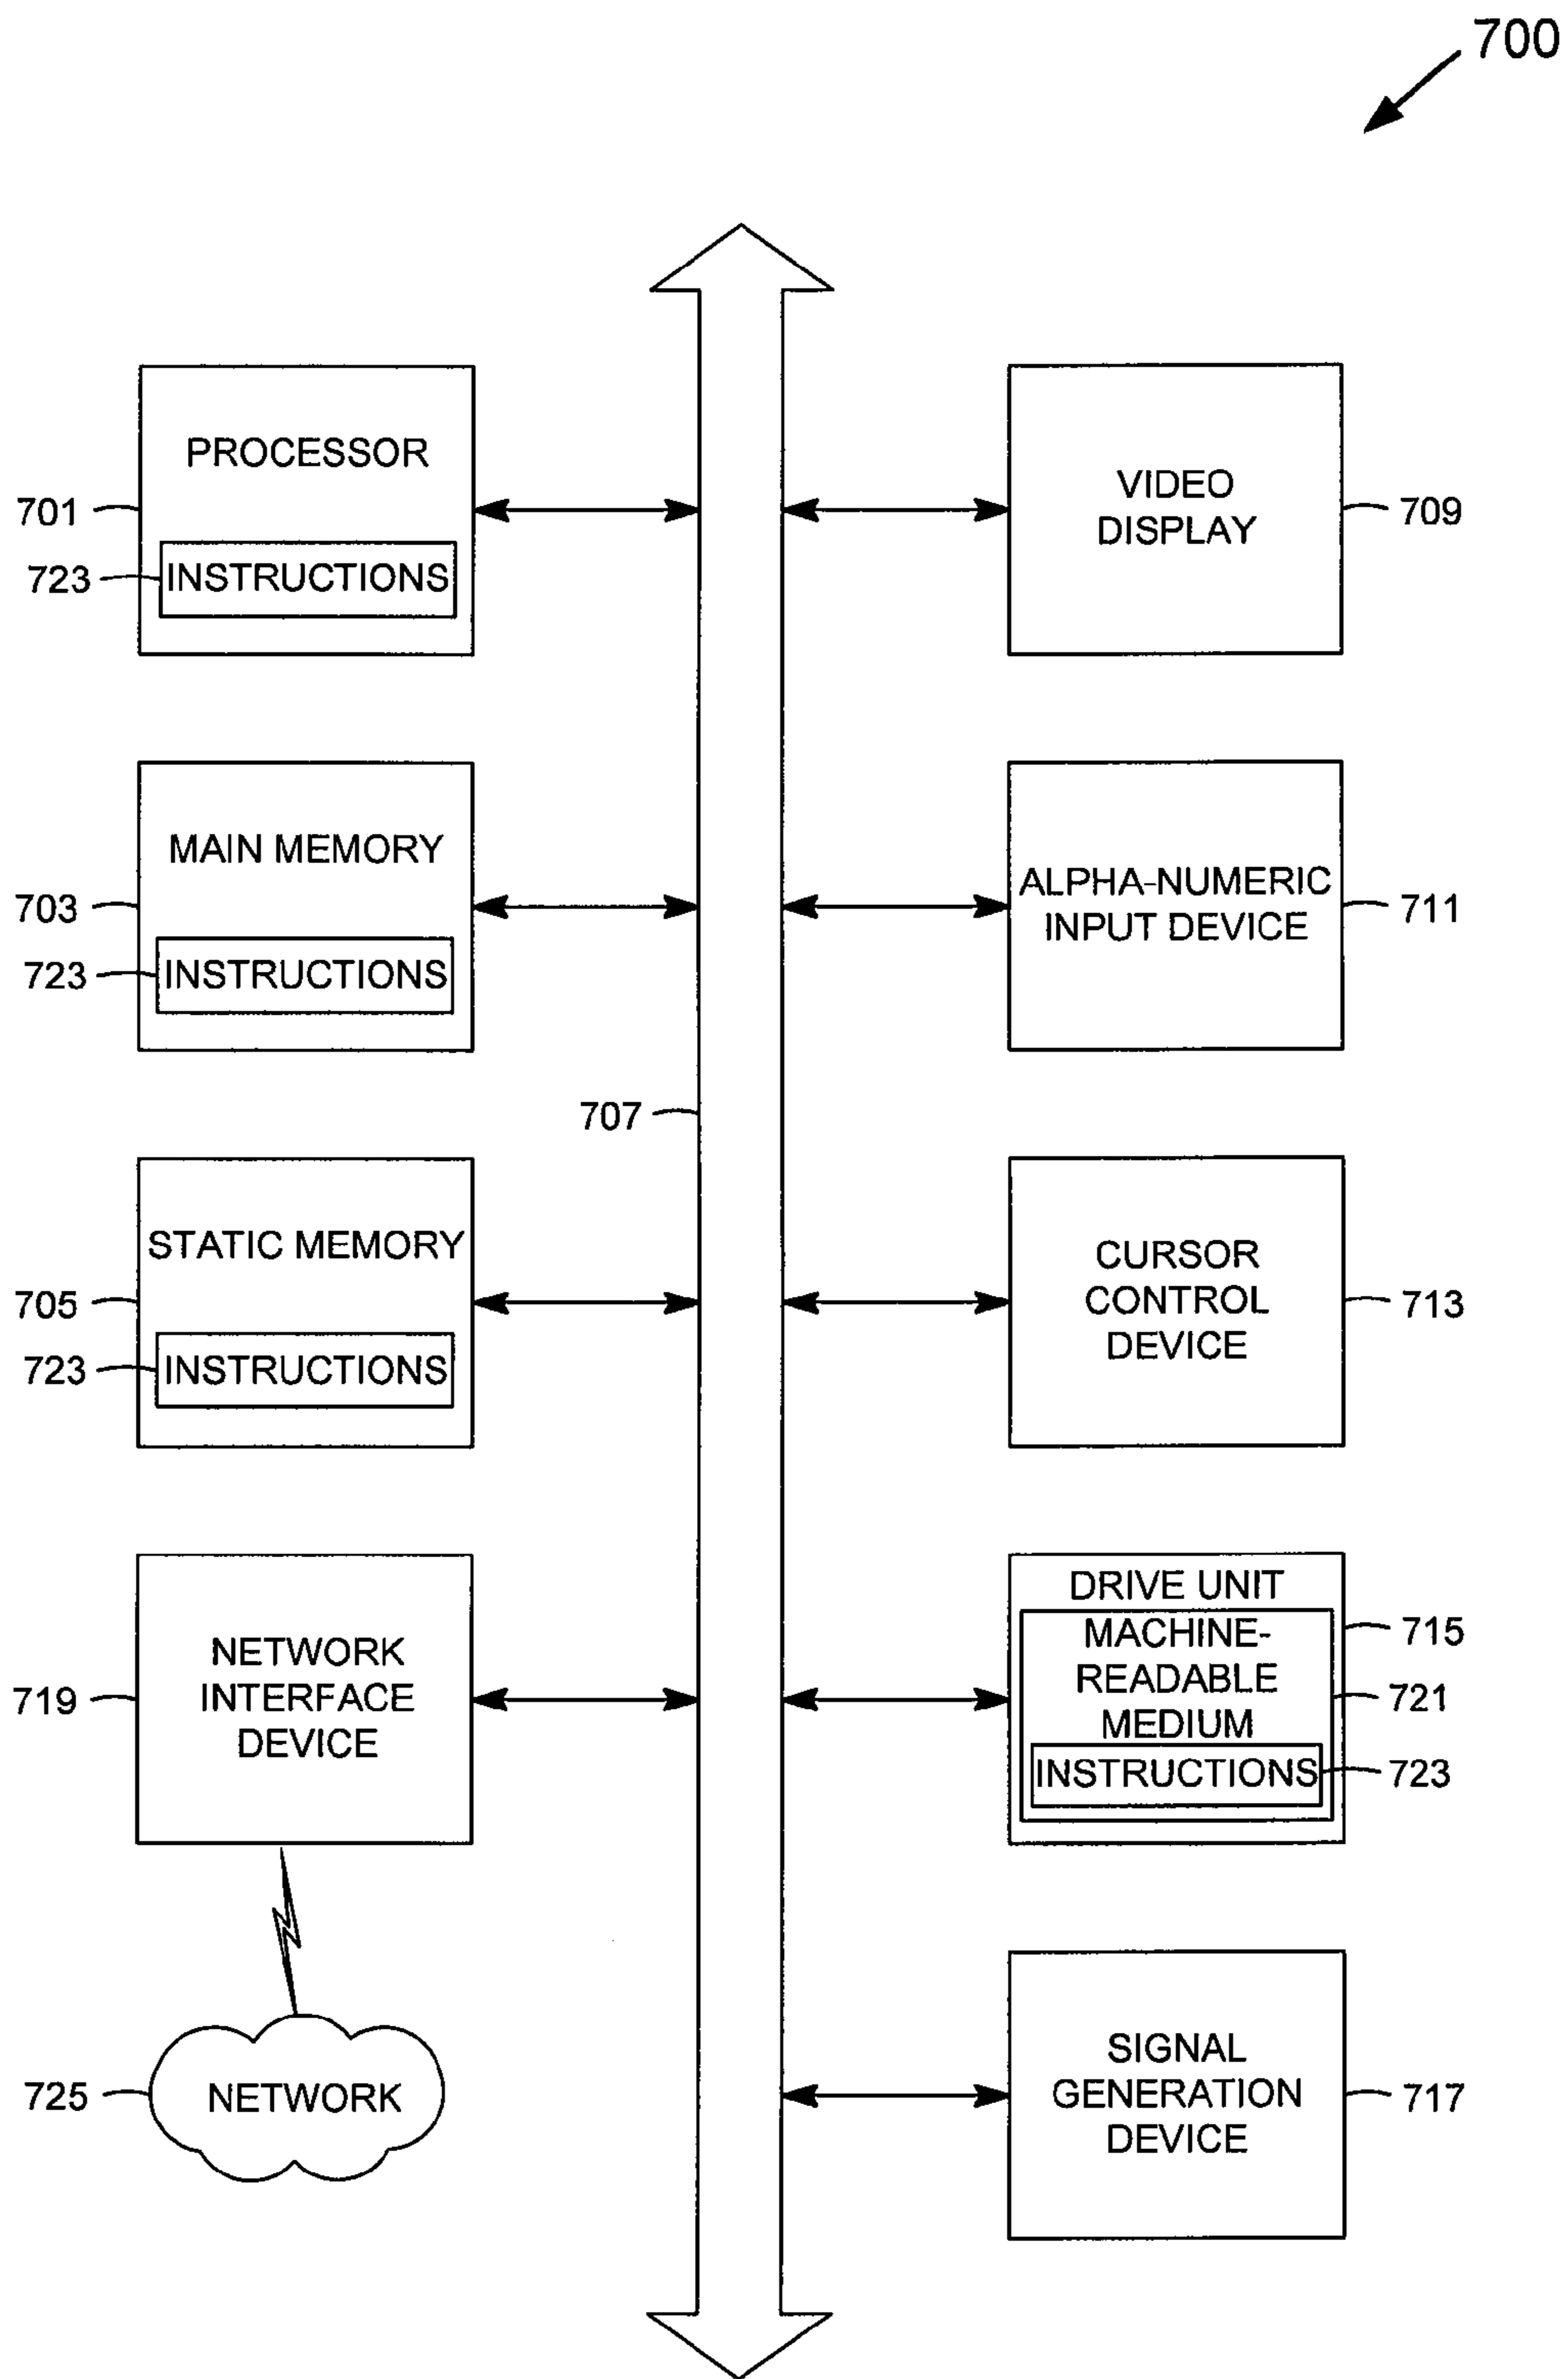 700
PROCESSOR
701
723
INSTRUCTIONS
VIDEO
DISPLAY
709
MAIN MEMORY
703
723
INSTRUCTIONS
ALPHA-NUMERIC
INPUT DEVICE
711
707
STATIC MEMORY
705
723
INSTRUCTIONS
CURSOR
CONTROL
DEVICE
713
NETWORK
INTERFACE
DEVICE
719
DRIVE UNIT
715
MACHINE-
READABLE
MEDIUM
721
INSTRUCTIONS
723
725
NETWORK
SIGNAL
GENERATION
DEVICE
717